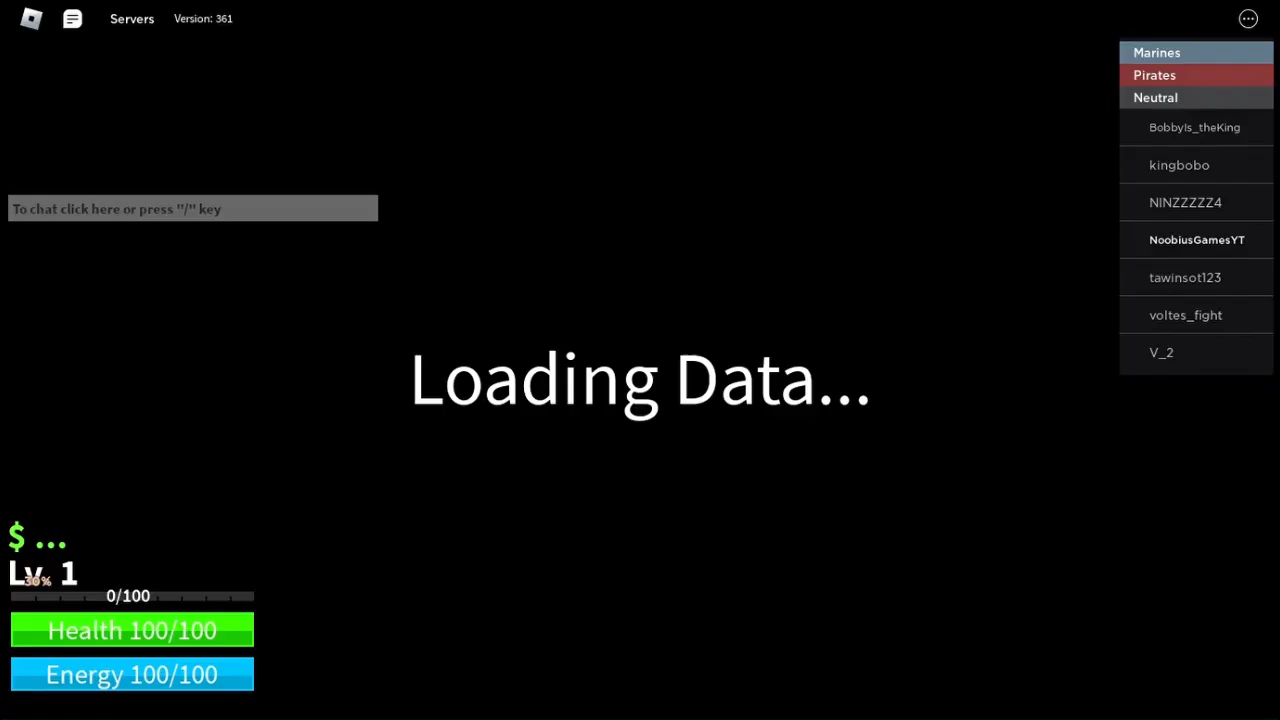 Servers Version: 361
Marines
Pirates
Neutral
BobbyIs_theKing
kingbobo
NINZZZZZ4
NoobiusGamesYT
tawinsot123
voltes_fight
V_2
To chat click here or press "/" key
Loading Data...
$ ...
Lv. 1
30%
0/100
Health 100/100
Energy 100/100